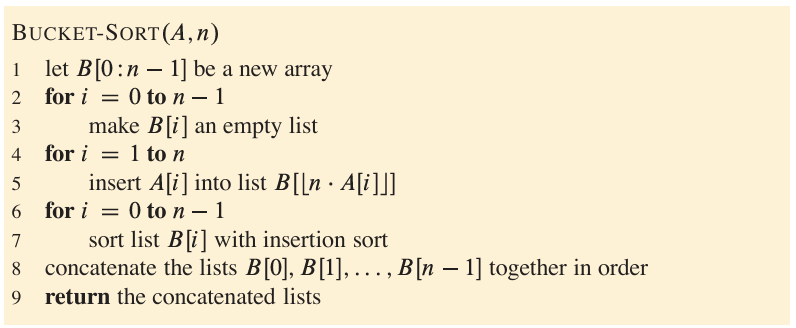 BUCKET-SORT(A, n)
1 let B[0:n − 1] be a new array
2 for i = 0 to n − 1
3 make B[i] an empty list
4 for i = 1 to n
5 insert A[i] into list B[⌊n · A[i]⌋]
6 for i = 0 to n − 1
7 sort list B[i] with insertion sort
8 concatenate the lists B[0], B[1], . . . , B[n − 1] together in order
9 return the concatenated lists